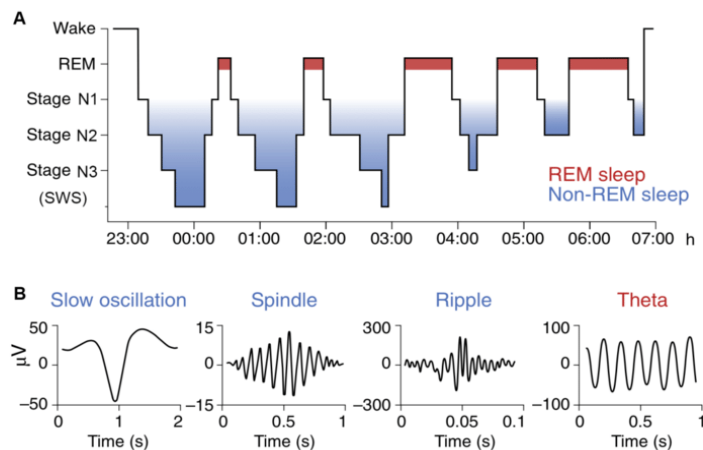 A
Wake
REM
Stage N1
Stage N2
Stage N3
(SWS)
REM sleep
Non-REM sleep
23:00 00:00 01:00 02:00 03:00 04:00 05:00 06:00 07:00 h
B
Slow oscillation Spindle Ripple Theta
μV
50 15 300 100
0 0 0 0
−50 −15 −300 −100
0 1 2 0 0.5 1 0 0.05 0.1 0 0.5 1
Time (s) Time (s) Time (s) Time (s)